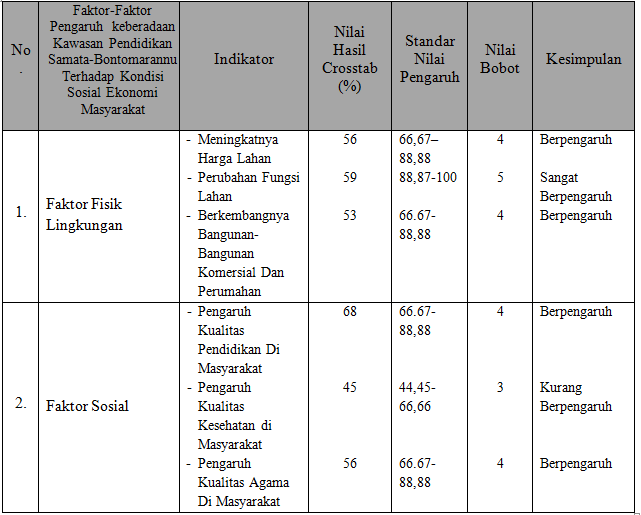 No
.
Faktor-Faktor
Pengaruh keberadaan
Kawasan Pendidikan
Samata-Bontomarannu
Terhadap Kondisi
Sosial Ekonomi
Masyarakat
Indikator
Nilai
Hasil
Crosstab
(%)
Standar
Nilai
Pengaruh
Nilai
Bobot
Kesimpulan
1.
Faktor Fisik
Lingkungan
- Meningkatnya
Harga Lahan
56
66,67–
88,88
4
Berpengaruh
- Perubahan Fungsi
Lahan
59
88,87-100
5
Sangat
Berpengaruh
- Berkembangnya
Bangunan-
Bangunan
Komersial Dan
Perumahan
53
66.67-
88,88
4
Berpengaruh
2.
Faktor Sosial
- Pengaruh
Kualitas
Pendidikan Di
Masyarakat
68
66.67-
88,88
4
Berpengaruh
- Pengaruh
Kualitas
Kesehatan di
Masyarakat
45
44,45-
66,66
3
Kurang
Berpengaruh
- Pengaruh
Kualitas Agama
Di Masyarakat
56
66.67-
88,88
4
Berpengaruh